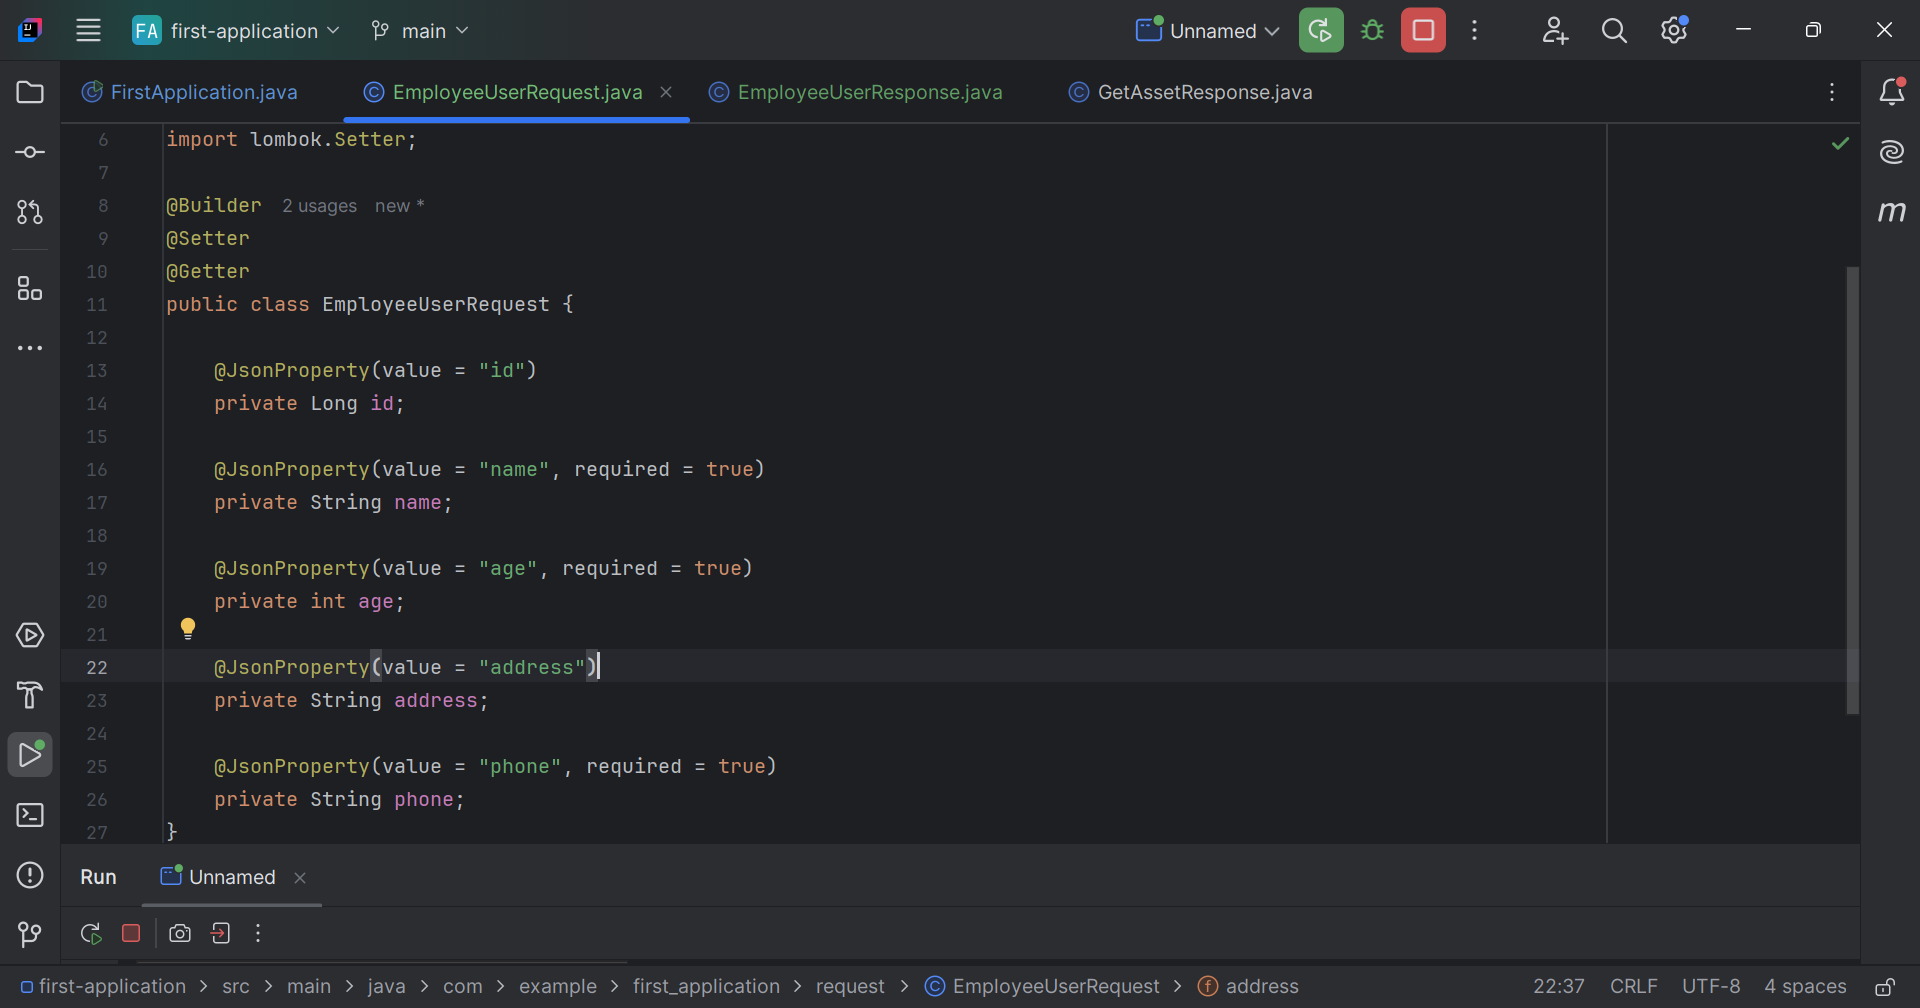 FA first-application main Unnamed
FirstApplication.java EmployeeUserRequest.java EmployeeUserResponse.java GetAssetResponse.java
6 import lombok.Setter;
7
8 @Builder 2 usages new *
9 @Setter
10 @Getter
11 public class EmployeeUserRequest {
12
13 @JsonProperty(value = "id")
14 private Long id;
15
16 @JsonProperty(value = "name", required = true)
17 private String name;
18
19 @JsonProperty(value = "age", required = true)
20 private int age;
21
22 @JsonProperty(value = "address")
23 private String address;
24
25 @JsonProperty(value = "phone", required = true)
26 private String phone;
27 }
Run Unnamed
first-application > src > main > java > com > example > first_application > request > EmployeeUserRequest > address 22:37 CRLF UTF-8 4 spaces